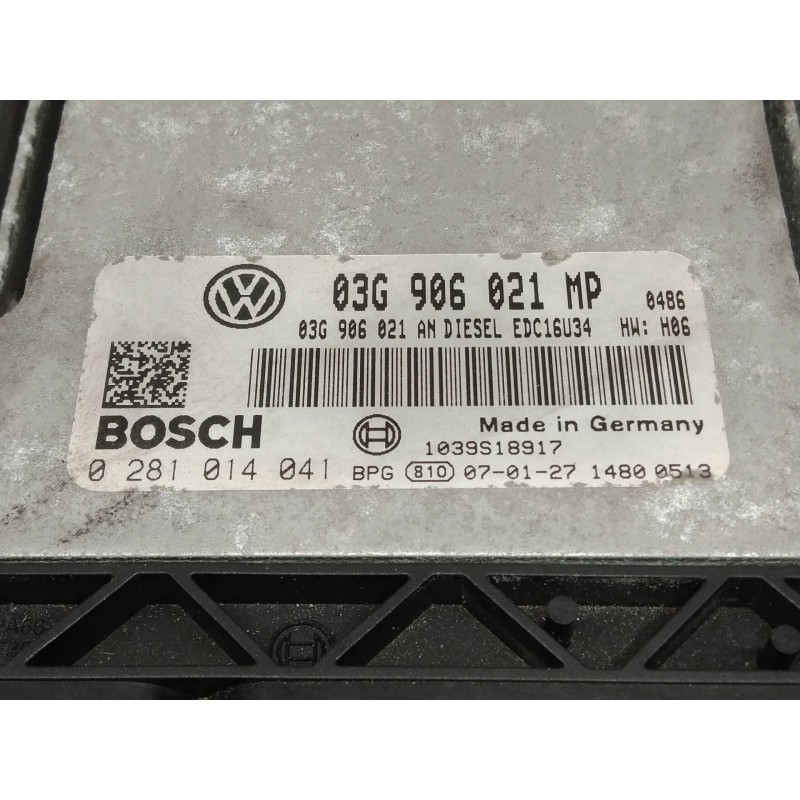 03G 906 021 MP 0486
03G 906 021 AN DIESEL EDC16U34 HW: H06
BOSCH
Made in Germany
1039S18917
0 281 014 041 BPG 810 07-01-27 1480 0513